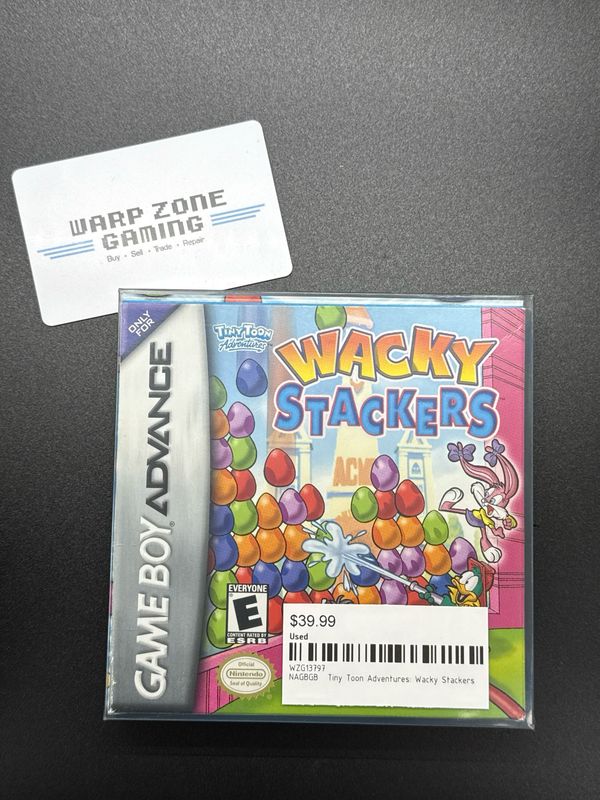 WARP ZONE
GAMING
Buy • Sell • Trade • Repair
ONLY
FOR
GAME BOY ADVANCE
TINY TOON
Adventures
WACKY
STACKERS
ACME
EVERYONE
E
CONTENT RATED BY
ESRB
Official
Nintendo
Seal of Quality
$39.99
Used
WZG13797
NAGBGB Tiny Toon Adventures: Wacky Stackers